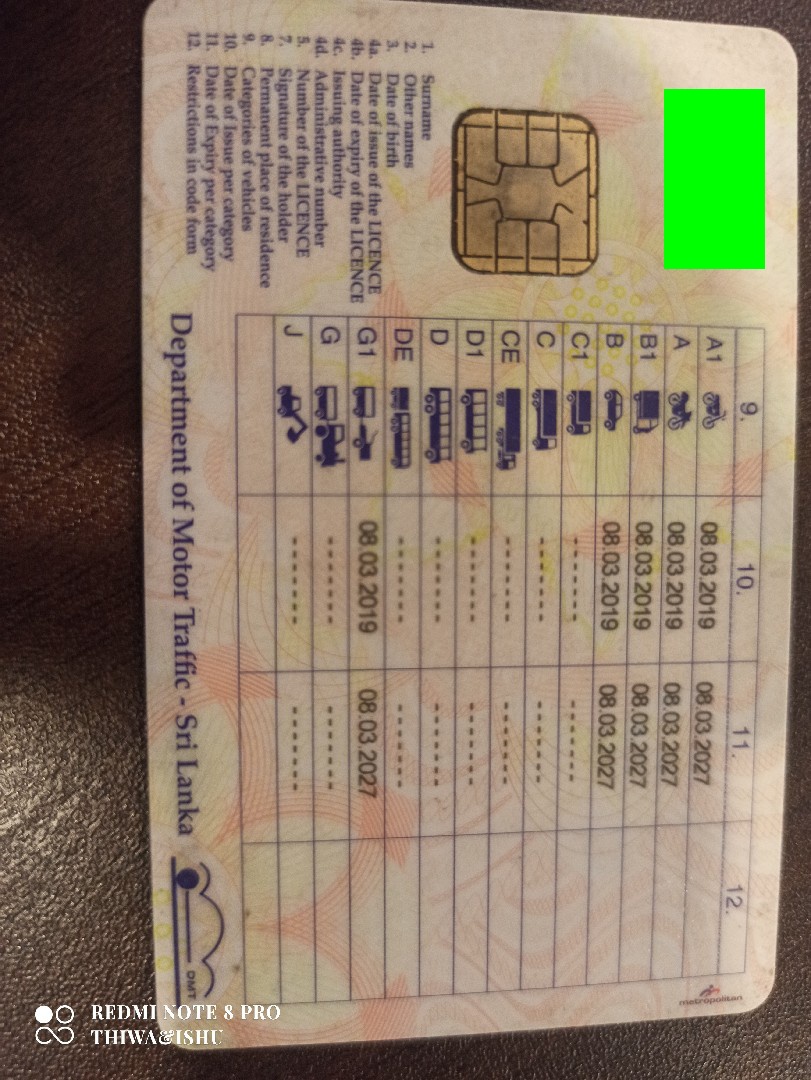 1. Surname
2. Other names
3. Date of birth
4a. Date of issue of the LICENCE
4b. Date of expiry of the LICENCE
4c. Issuing authority
4d. Administrative number
5. Number of the LICENCE
7. Signature of the holder
8. Permanent place of residence
9. Categories of vehicles
10. Date of Issue per category
11. Date of Expiry per category
12. Restrictions in code form
9. 10. 11. 12.
A1 08.03.2019 08.03.2027
A 08.03.2019 08.03.2027
B1 08.03.2019 08.03.2027
B 08.03.2019 08.03.2027
C1 ------- -------
C ------- -------
CE ------- -------
D1 ------- -------
D ------- -------
DE ------- -------
G1 08.03.2019 08.03.2027
G ------- -------
J ------- -------
Department of Motor Traffic - Sri Lanka
DMT
metropolitan
REDMI NOTE 8 PRO
THIWA&ISHU